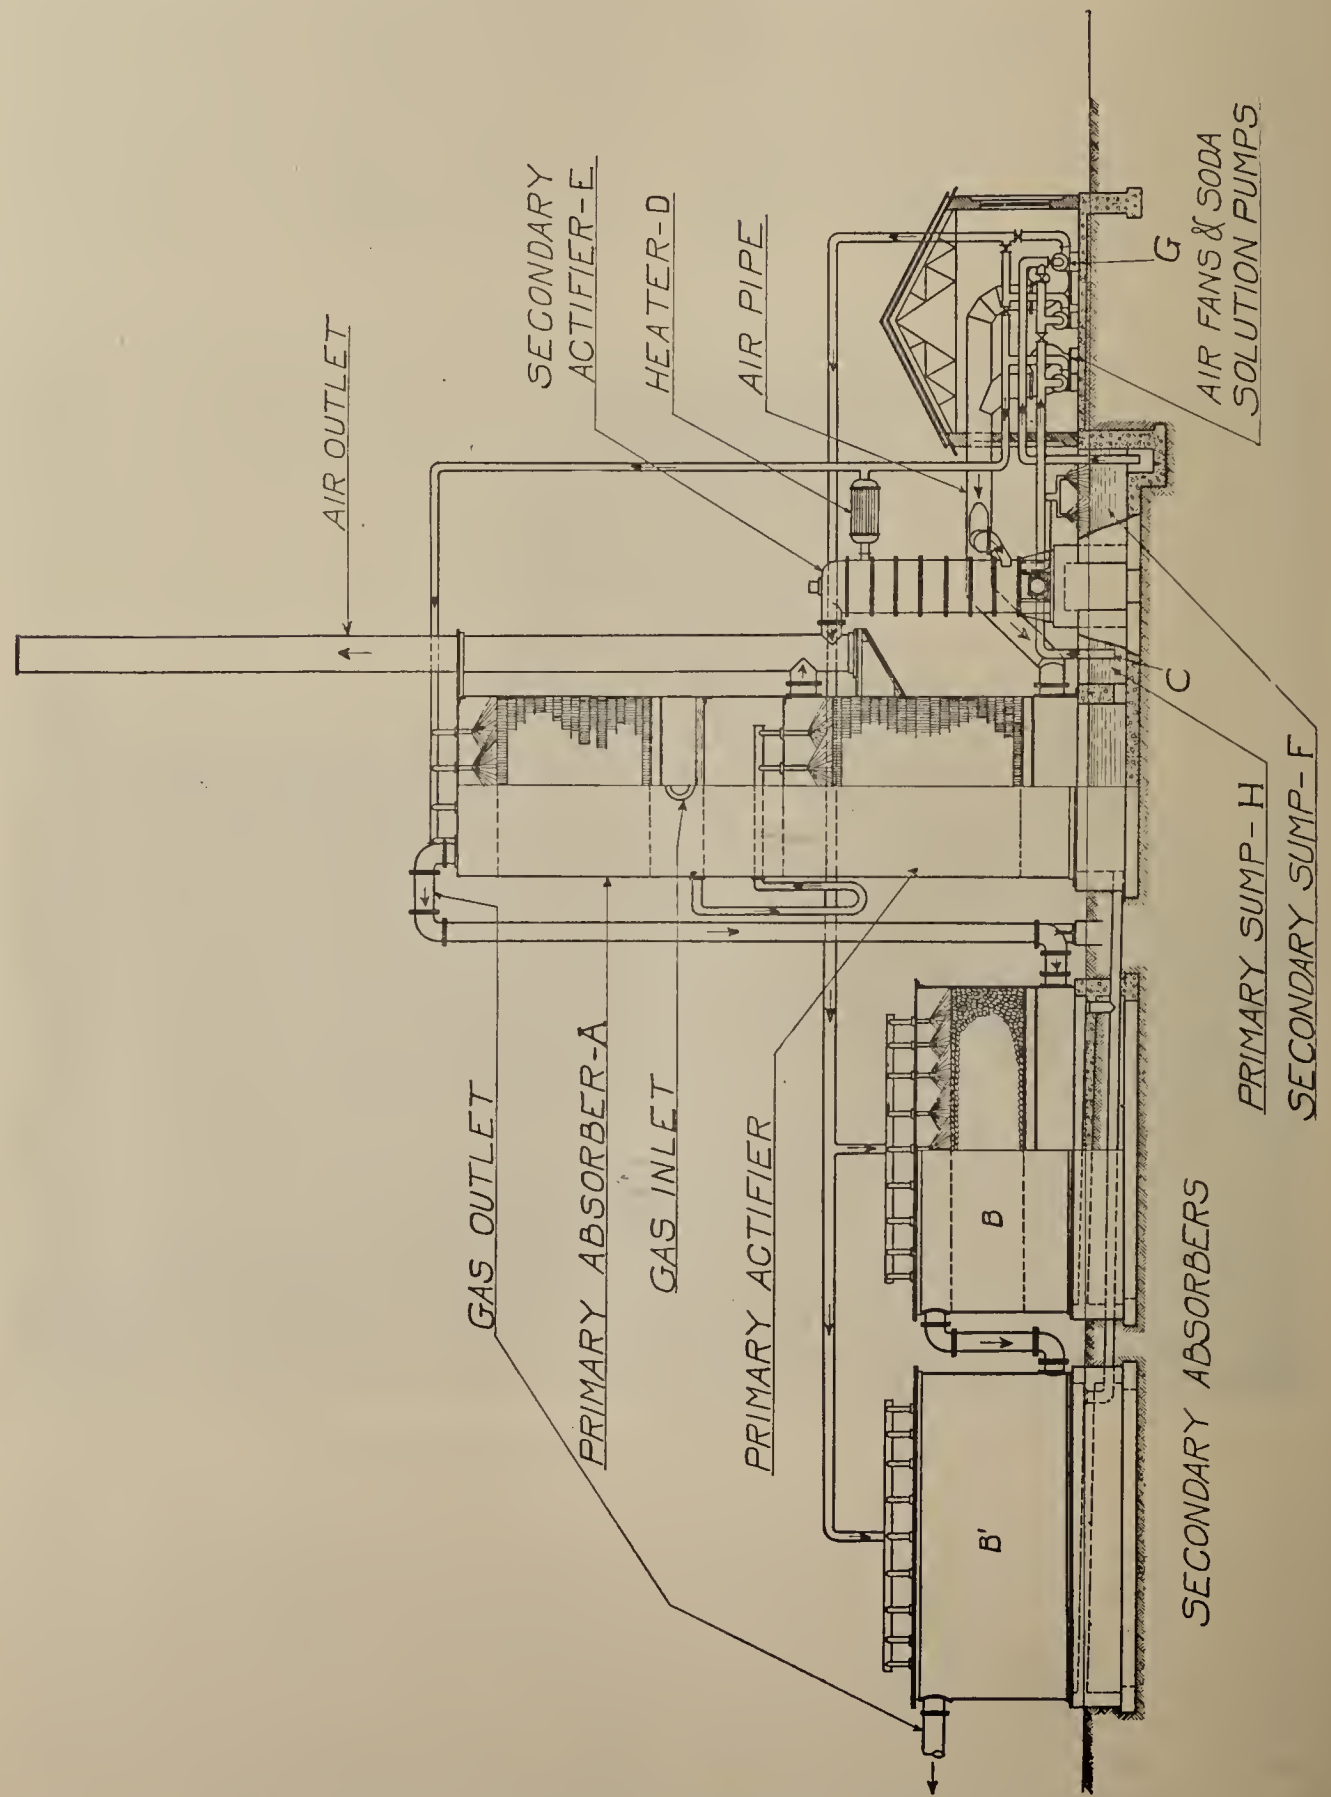 AIR OUTLET
SECONDARY
ACTIFIER-E
HEATER-D
AIR PIPE
G
AIR FANS & SODA
SOLUTION PUMPS
C
GAS OUTLET
PRIMARY ABSORBER-A
GAS INLET
PRIMARY ACTIFIER
PRIMARY SUMP-H
SECONDARY SUMP-F
B
B'
SECONDARY ABSORBERS